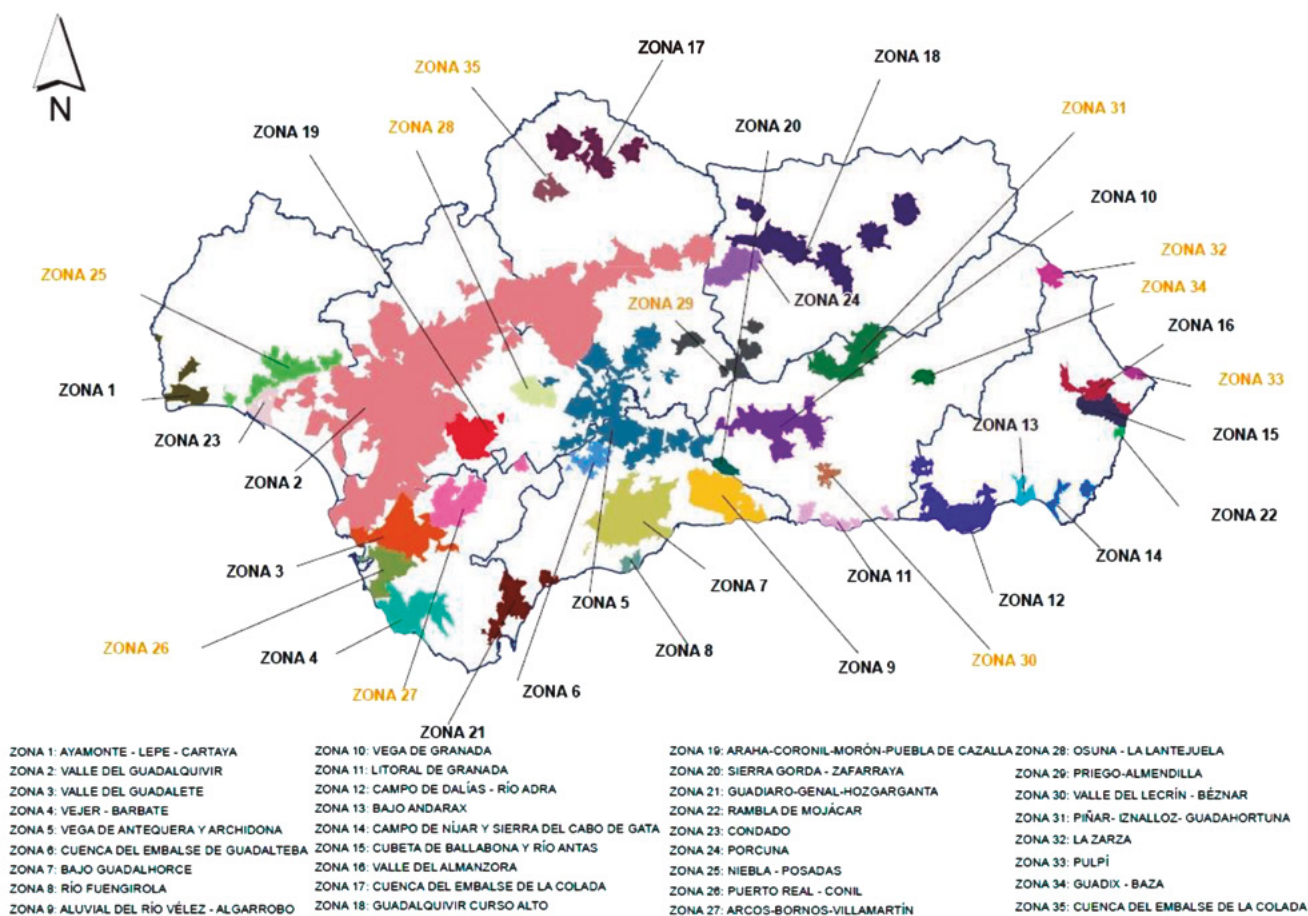 ZONA 17
ZONA 35
ZONA 18
ZONA 31
N
ZONA 28
ZONA 20
ZONA 19
ZONA 10
ZONA 32
ZONA 25
ZONA 34
ZONA 24
ZONA 29
ZONA 16
ZONA 1
ZONA 33
ZONA 13
ZONA 23
ZONA 15
ZONA 2
ZONA 22
ZONA 14
ZONA 11
ZONA 3
ZONA 7
ZONA 5
ZONA 12
ZONA 26
ZONA 8
ZONA 4
ZONA 9
ZONA 30
ZONA 6
ZONA 27
ZONA 21
ZONA 1: AYAMONTE - LEPE - CARTAYA
ZONA 2: VALLE DEL GUADALQUIVIR
ZONA 3: VALLE DEL GUADALETE
ZONA 4: VEJER - BARBATE
ZONA 5: VEGA DE ANTEQUERA Y ARCHIDONA
ZONA 6: CUENCA DEL EMBALSE DE GUADALTEBA
ZONA 7: BAJO GUADALHORCE
ZONA 8: RÍO FUENGIROLA
ZONA 9: ALUVIAL DEL RÍO VÉLEZ - ALGARROBO
ZONA 10: VEGA DE GRANADA
ZONA 11: LITORAL DE GRANADA
ZONA 12: CAMPO DE DALÍAS - RÍO ADRA
ZONA 13: BAJO ANDARAX
ZONA 14: CAMPO DE NÍJAR Y SIERRA DEL CABO DE GATA
ZONA 15: CUBETA DE BALLABONA Y RÍO ANTAS
ZONA 16: VALLE DEL ALMANZORA
ZONA 17: CUENCA DEL EMBALSE DE LA COLADA
ZONA 18: GUADALQUIVIR CURSO ALTO
ZONA 19: ARAHA-CORONIL-MORÓN-PUEBLA DE CAZALLA
ZONA 20: SIERRA GORDA - ZAFARRAYA
ZONA 21: GUADIARO-GENAL-HOZGARGANTA
ZONA 22: RAMBLA DE MOJÁCAR
ZONA 23: CONDADO
ZONA 24: PORCUNA
ZONA 25: NIEBLA - POSADAS
ZONA 26: PUERTO REAL - CONIL
ZONA 27: ARCOS-BORNOS-VILLAMARTÍN
ZONA 28: OSUNA - LA LANTEJUELA
ZONA 29: PRIEGO-ALMENDILLA
ZONA 30: VALLE DEL LECRÍN - BÉZNAR
ZONA 31: PIÑAR- IZNALLOZ- GUADAHORTUNA
ZONA 32: LA ZARZA
ZONA 33: PULPÍ
ZONA 34: GUADIX - BAZA
ZONA 35: CUENCA DEL EMBALSE DE LA COLADA